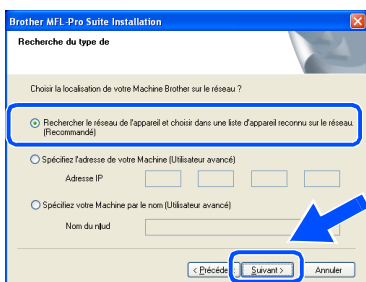 Brother MFL-Pro Suite Installation
Recherche du type de
Choisir la localisation de votre Machine Brother sur le réseau ?
Rechercher le réseau de l'appareil et choisir dans une liste d'appareil reconnu sur le réseau.
(Recommandé)
Spécifiez l'adresse de votre Machine (Utilisateur avancé)
Adresse IP
Spécifiez votre Machine par le nom (Utilisateur avancé)
Nom du njud
< Précéde Suivant > Annuler